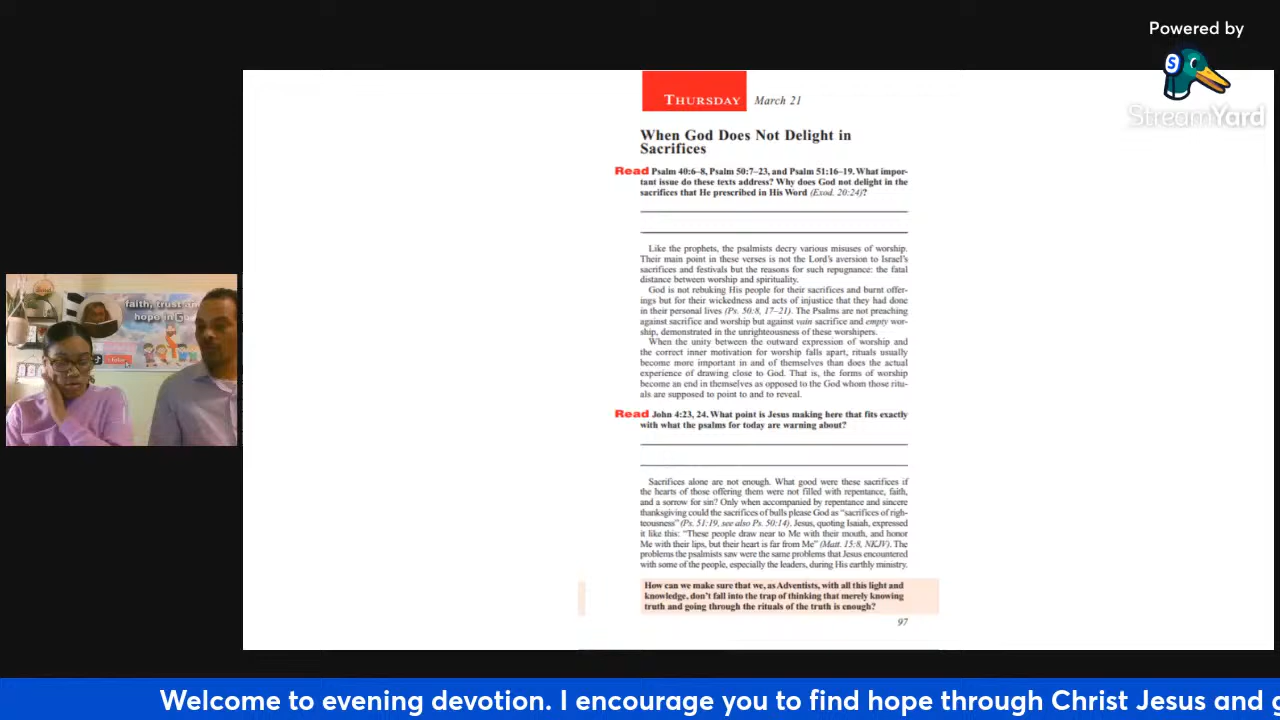 Powered by
StreamYard
THURSDAY March 21
When God Does Not Delight in
Sacrifices
Read Psalm 40:6–8, Psalm 50:7–23, and Psalm 51:16–19. What impor-
tant issue do these texts address? Why does God not delight in the
sacrifices that He prescribed in His Word (Exod. 20:24)?
Like the prophets, the psalmists decry various misuses of worship.
Their main point in these verses is not the Lord's aversion to Israel's
sacrifices and festivals but the reasons for such repugnance: the fatal
distance between worship and spirituality.
God is not rebuking His people for their sacrifices and burnt offer-
ings but for their wickedness and acts of injustice that they had done
in their personal lives (Ps. 50:8, 17–21). The Psalms are not preaching
against sacrifice and worship but against vain sacrifice and empty wor-
ship, demonstrated in the unrighteousness of these worshipers.
When the unity between the outward expression of worship and
the correct inner motivation for worship falls apart, rituals usually
become more important in and of themselves than does the actual
experience of drawing close to God. That is, the forms of worship
become an end in themselves as opposed to the God whom those ritu-
als are supposed to point to and to reveal.
Read John 4:23, 24. What point is Jesus making here that fits exactly
with what the psalms for today are warning about?
Sacrifices alone are not enough. What good were these sacrifices if
the hearts of those offering them were not filled with repentance, faith,
and a sorrow for sin? Only when accompanied by repentance and sincere
thanksgiving could the sacrifices of bulls please God as "sacrifices of righ-
teousness" (Ps. 51:19, see also Ps. 50:14). Jesus, quoting Isaiah, expressed
it like this: "These people draw near to Me with their mouth, and honor
Me with their lips, but their heart is far from Me" (Matt. 15:8, NKJV). The
problems the psalmists saw were the same problems that Jesus encountered
with some of the people, especially the leaders, during His earthly ministry.
How can we make sure that we, as Adventists, with all this light and
knowledge, don't fall into the trap of thinking that merely knowing
truth and going through the rituals of the truth is enough?
97
faith, trust
hope in
Welcome to evening devotion. I encourage you to find hope through Christ Jesus and